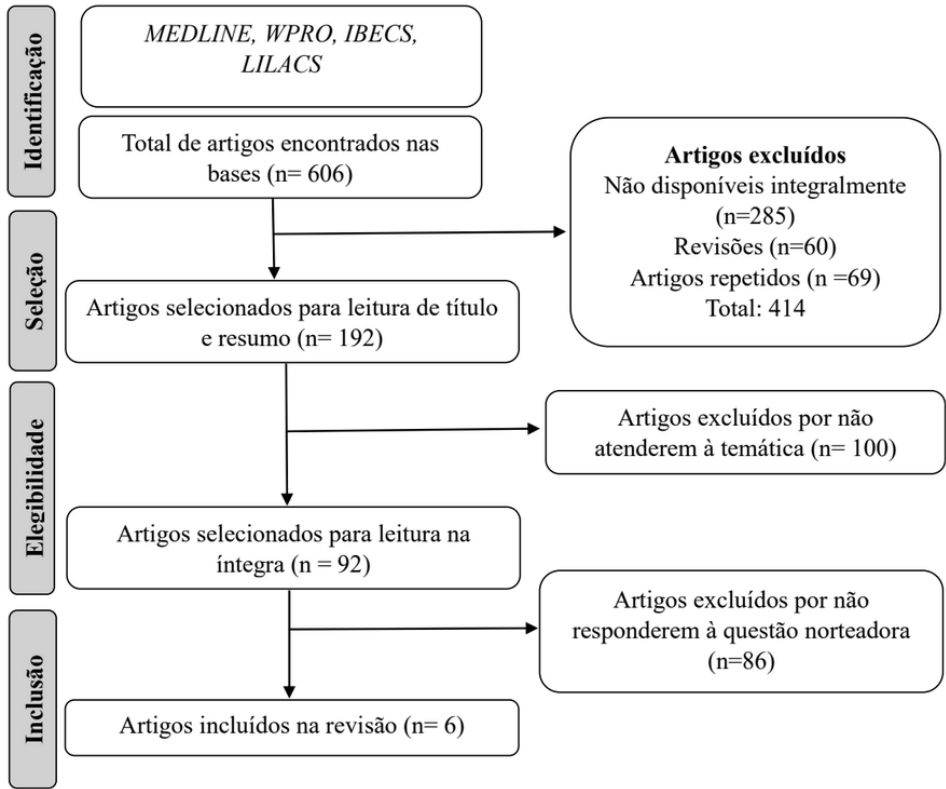 Identificação
MEDLINE, WPRO, IBECS,
LILACS
Total de artigos encontrados nas
bases (n= 606)
Artigos excluídos
Não disponíveis integralmente
(n=285)
Revisões (n=60)
Artigos repetidos (n =69)
Total: 414
Seleção
Artigos selecionados para leitura de título
e resumo (n= 192)
Elegibilidade
Artigos excluídos por não
atenderem à temática (n= 100)
Artigos selecionados para leitura na
íntegra (n = 92)
Inclusão
Artigos excluídos por não
responderem à questão norteadora
(n=86)
Artigos incluídos na revisão (n= 6)